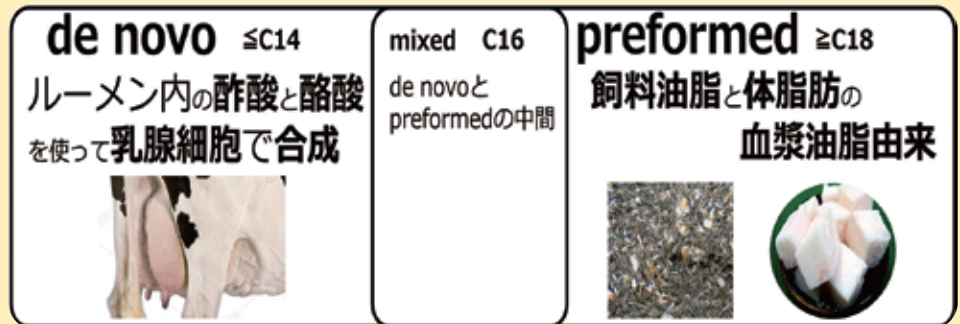 de novo ≦C14
ルーメン内の酢酸と酪酸
を使って乳腺細胞で合成
mixed C16
de novoと
preformedの中間
preformed ≧C18
飼料油脂と体脂肪の
血漿油脂由来